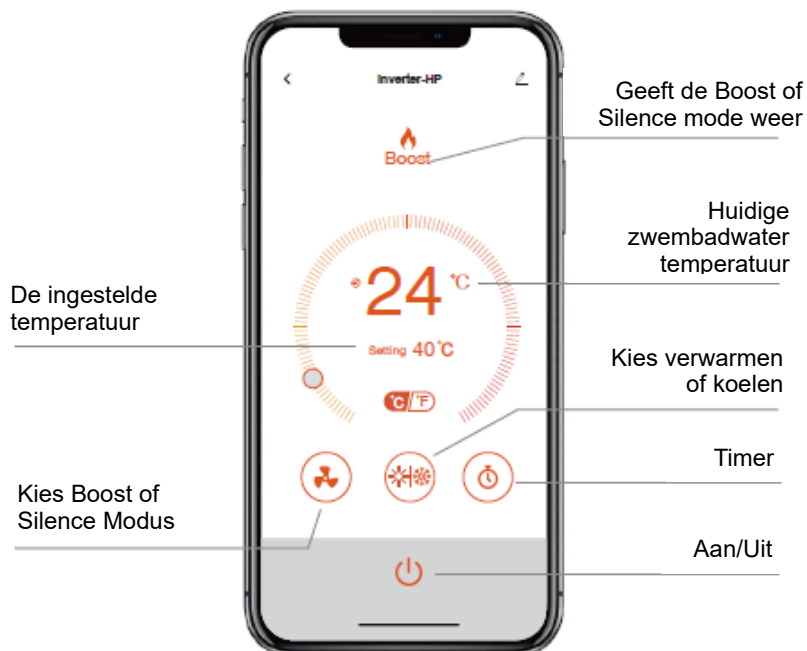 Inverter-HP
Geeft de Boost of
Silence mode weer
Boost
Huidige
zwembadwater
temperatuur
24 °C
De ingestelde
temperatuur
Setting 40°C
Kies verwarmen
of koelen
°C/°F
Timer
Kies Boost of
Silence Modus
Aan/Uit